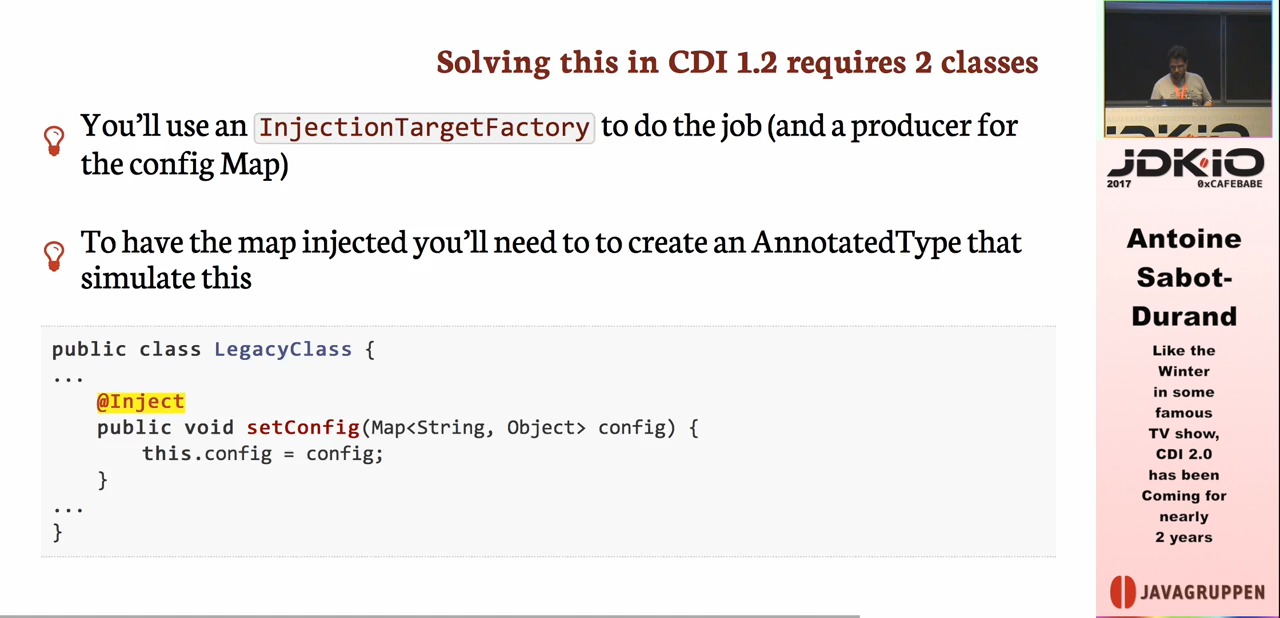 Solving this in CDI 1.2 requires 2 classes
You’ll use an InjectionTargetFactory to do the job (and a producer for
the config Map)
To have the map injected you’ll need to to create an AnnotatedType that
simulate this
public class LegacyClass {
...
@Inject
public void setConfig(Map<String, Object> config) {
this.config = config;
}
...
}
JDK.IO
JDK.IO
2017 0xCAFEBABE
Antoine
Sabot-
Durand
Like the
Winter
in some
famous
TV show,
CDI 2.0
has been
Coming for
nearly
2 years
JAVAGRUPPEN